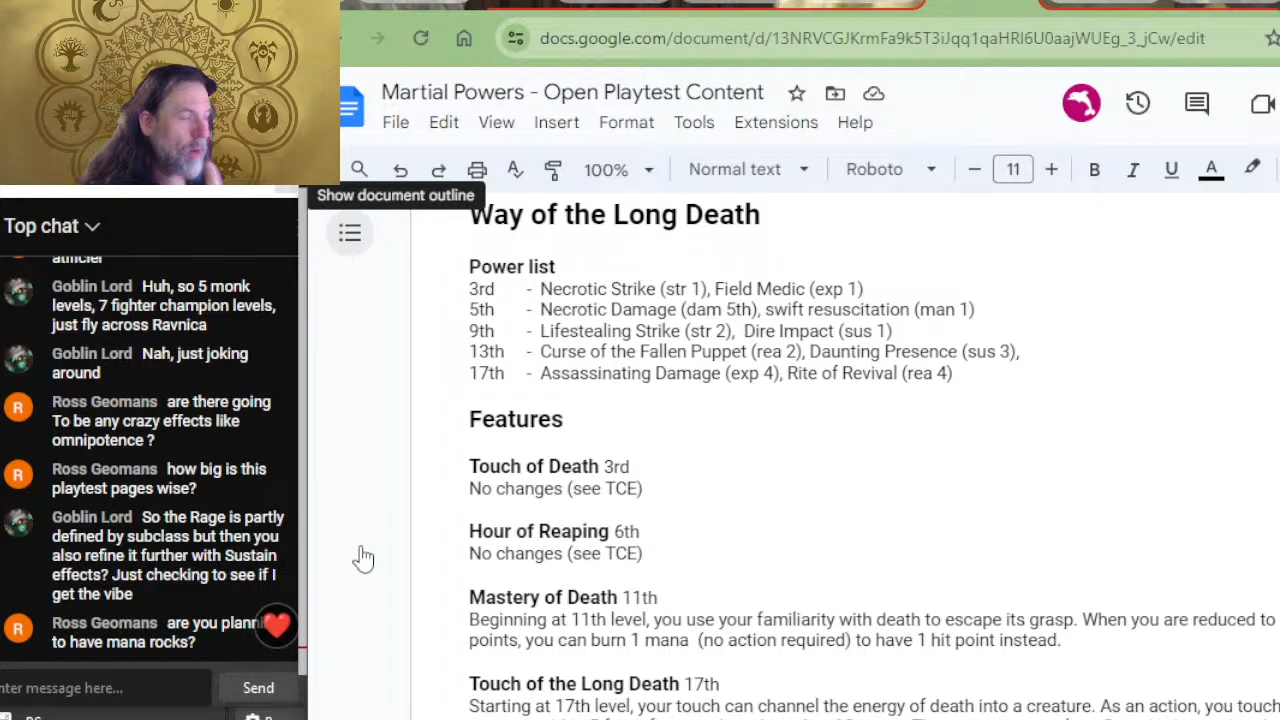 docs.google.com/document/d/13NRVCGJKrmFa9k5T3iJqq1qaHRl6U0aajWUEg_3_jCw/edit
Martial Powers - Open Playtest Content
File Edit View Insert Format Tools Extensions Help
100% Normal text Roboto 11 B I U A
Show document outline
Top chat
Goblin Lord Huh, so 5 monk
levels, 7 fighter champion levels,
just fly across Ravnica
Goblin Lord Nah, just joking
around
Ross Geomans are there going
To be any crazy effects like
omnipotence ?
Ross Geomans how big is this
playtest pages wise?
Goblin Lord So the Rage is partly
defined by subclass but then you
also refine it further with Sustain
effects? Just checking to see if I
get the vibe
Ross Geomans are you
to have mana rocks?
message here...
Send
Way of the Long Death
Power list
3rd - Necrotic Strike (str 1), Field Medic (exp 1)
5th - Necrotic Damage (dam 5th), swift resuscitation (man 1)
9th - Lifestealing Strike (str 2), Dire Impact (sus 1)
13th - Curse of the Fallen Puppet (rea 2), Daunting Presence (sus 3),
17th - Assassinating Damage (exp 4), Rite of Revival (rea 4)
Features
Touch of Death 3rd
No changes (see TCE)
Hour of Reaping 6th
No changes (see TCE)
Mastery of Death 11th
Beginning at 11th level, you use your familiarity with death to escape its grasp. When you are reduced to
points, you can burn 1 mana (no action required) to have 1 hit point instead.
Touch of the Long Death 17th
Starting at 17th level, your touch can channel the energy of death into a creature. As an action, you touch